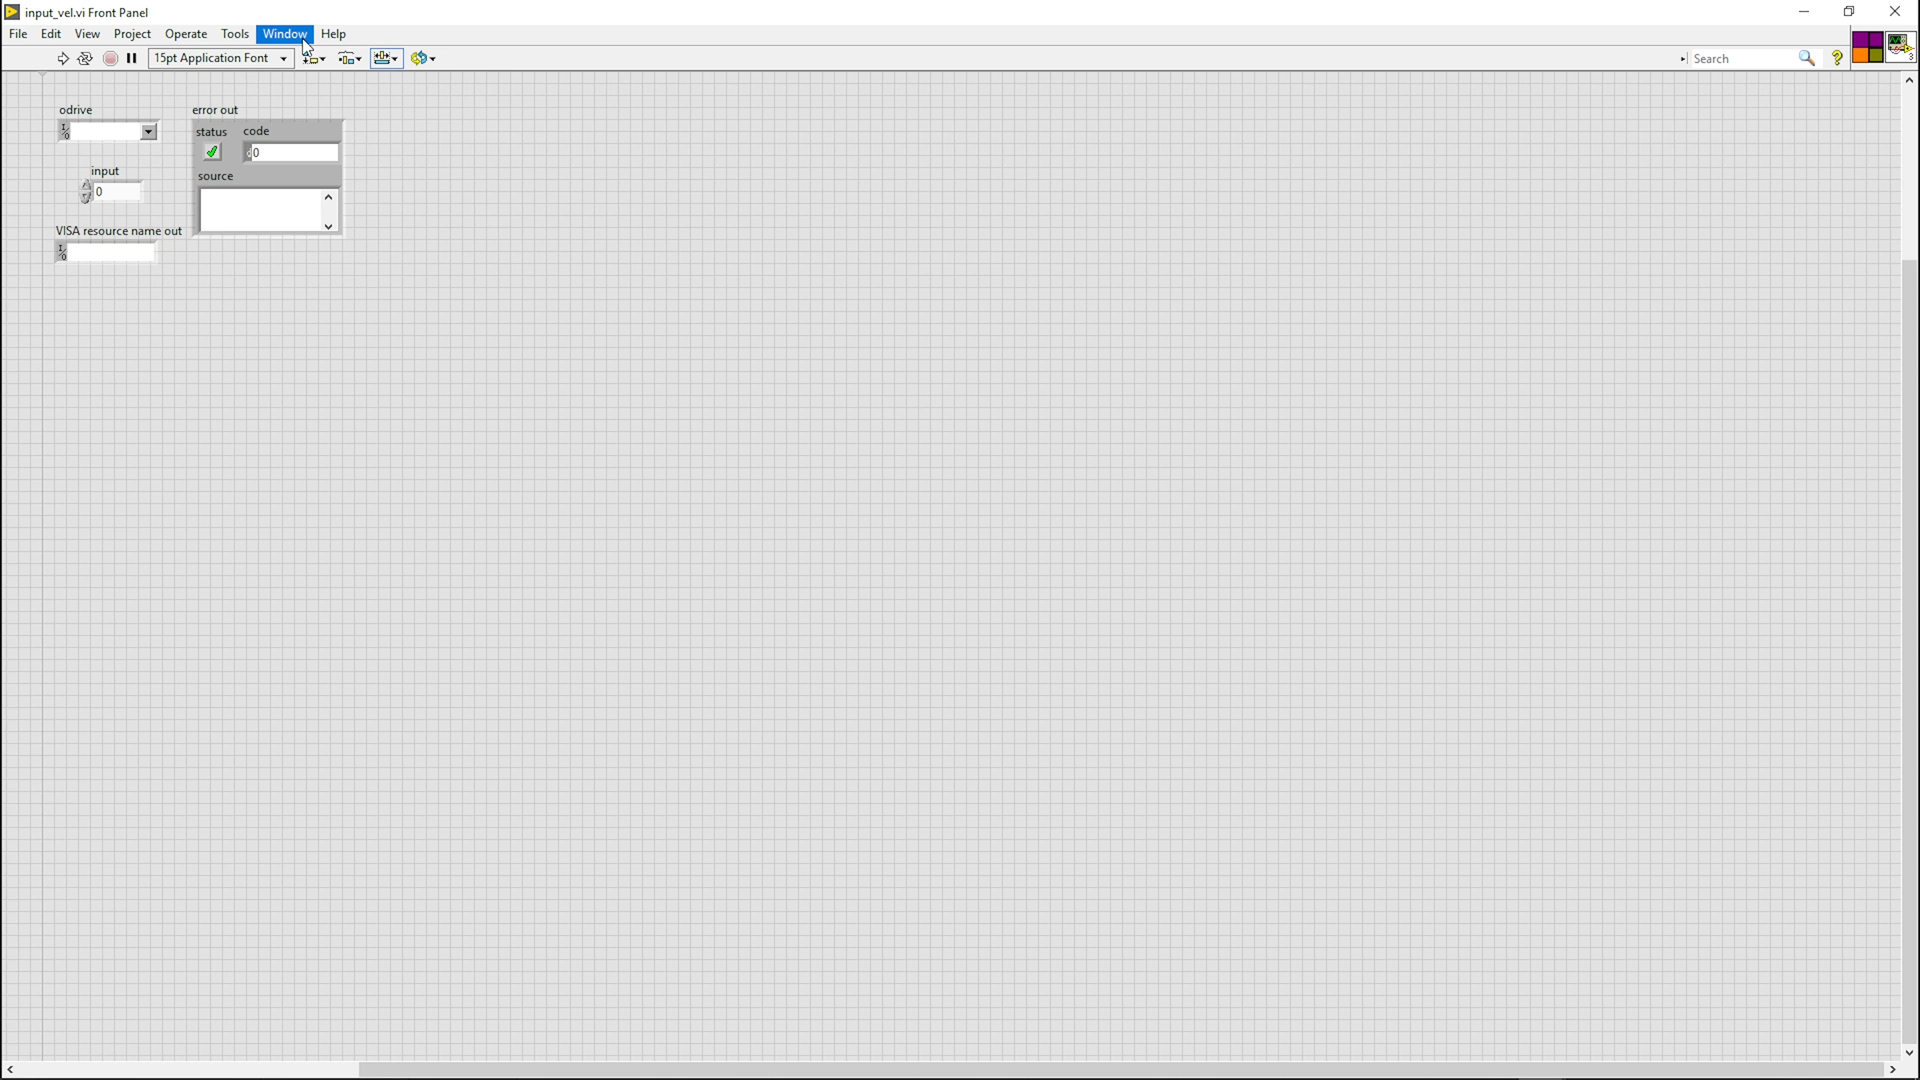 input_vel.vi Front Panel
File Edit View Project Operate Tools Window Help
15pt Application Font
Search
?
3
odrive
error out
status code
0
input
source
0
VISA resource name out